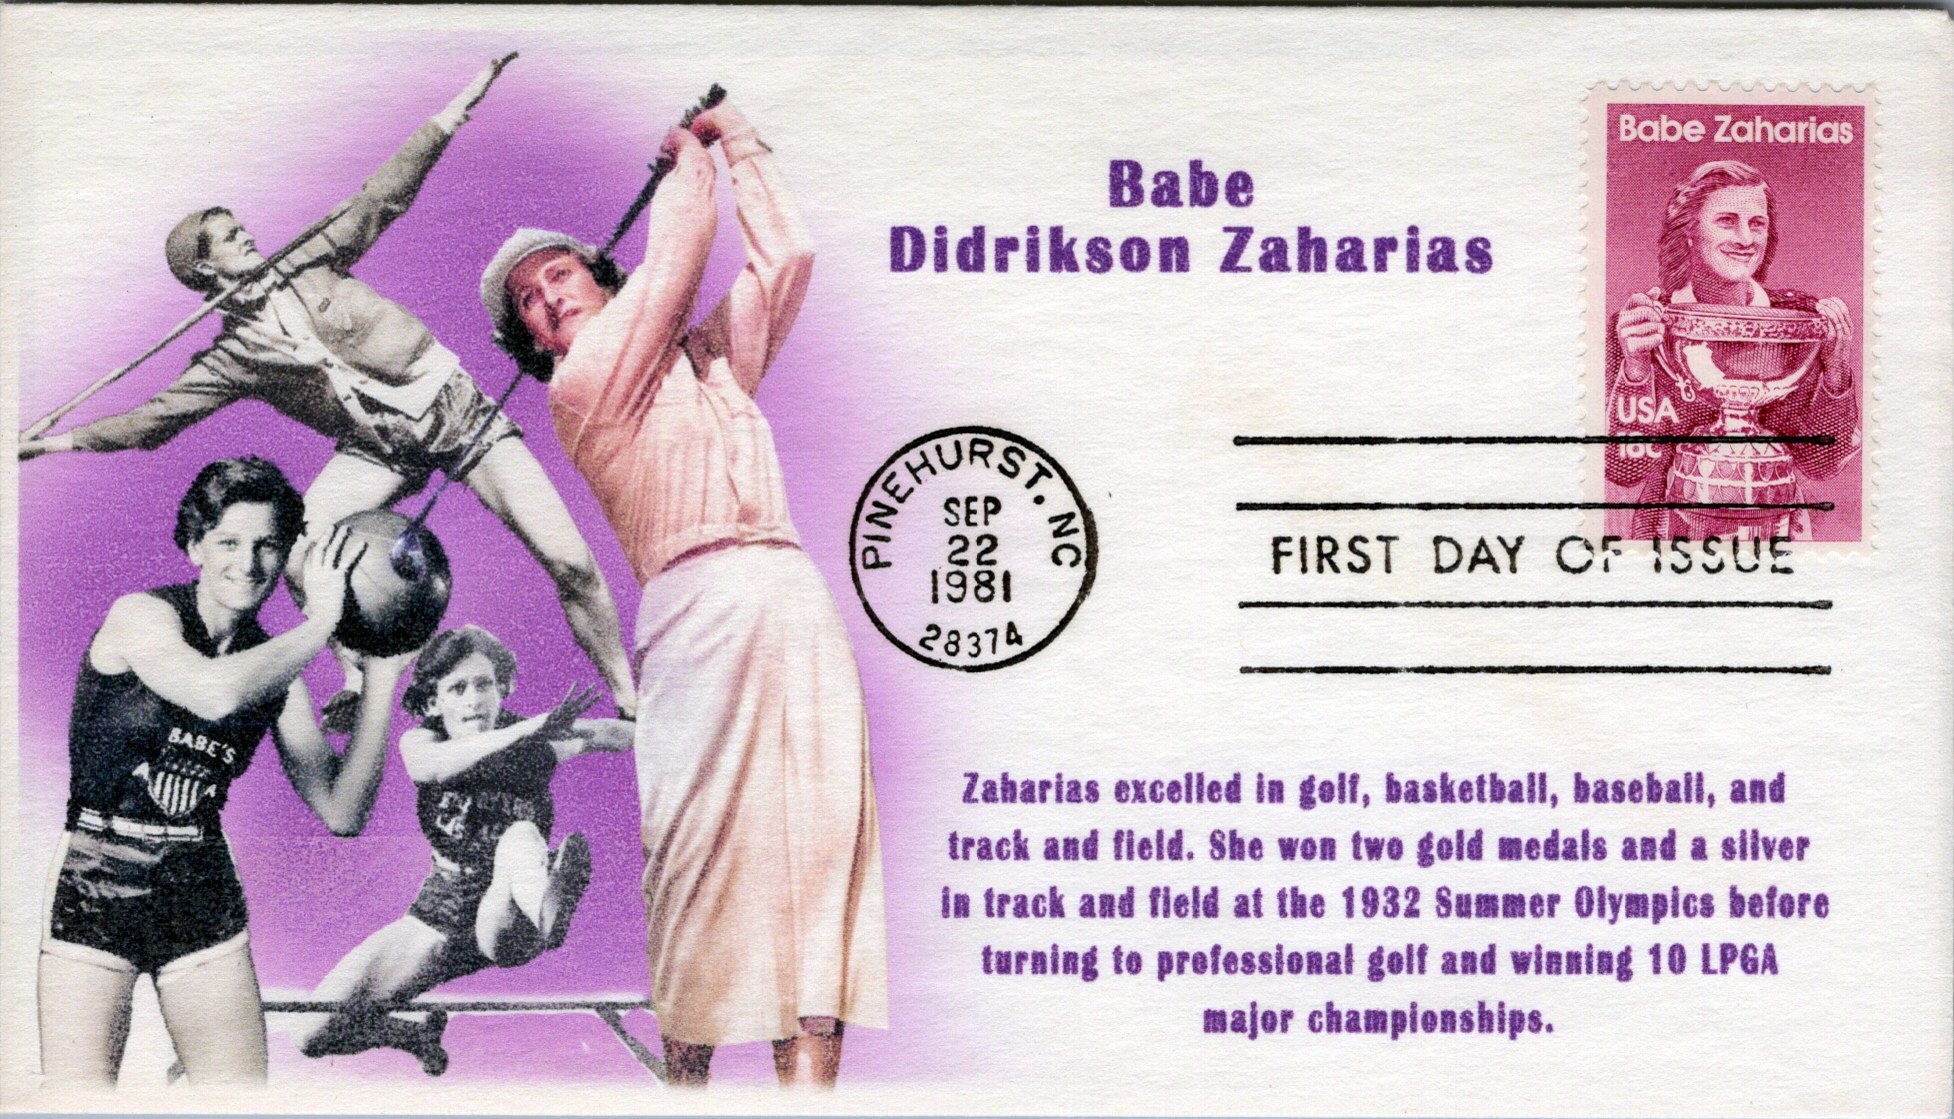 Babe
Didrikson Zaharias
Babe Zaharias
USA
18c
PINEHURST. NC
SEP
22
1981
28374
FIRST DAY OF ISSUE
BABE'S
Zaharias excelled in golf, basketball, baseball, and
track and field. She won two gold medals and a silver
in track and field at the 1932 Summer Olympics before
turning to professional golf and winning 10 LPGA
major championships.